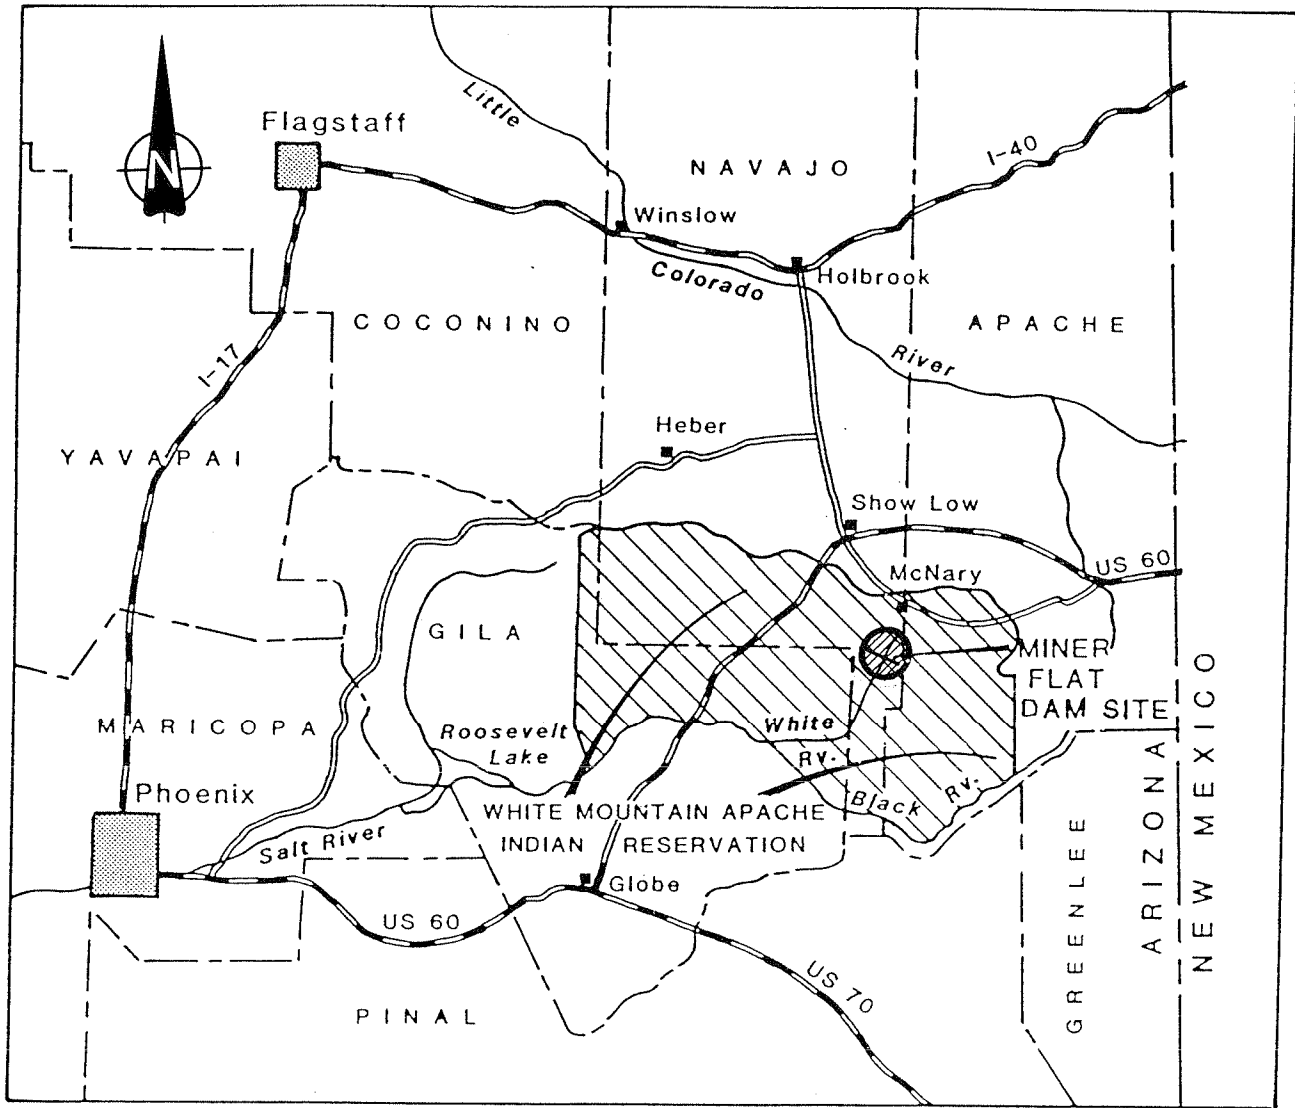 Flagstaff
N
Little
NAVAJO
I-40
Winslow
Colorado
Holbrook
COCONINO
APACHE
I-17
River
Heber
YAVAPAI
Show Low
US 60
McNary
GILA
MINER
FLAT
DAM SITE
MARICOPA
Roosevelt
Lake
White
Rv.
Phoenix
Black Rv.
WHITE MOUNTAIN APACHE
INDIAN RESERVATION
Salt River
Globe
US 60
US 70
PINAL
GREENLEE
ARIZONA
NEW MEXICO